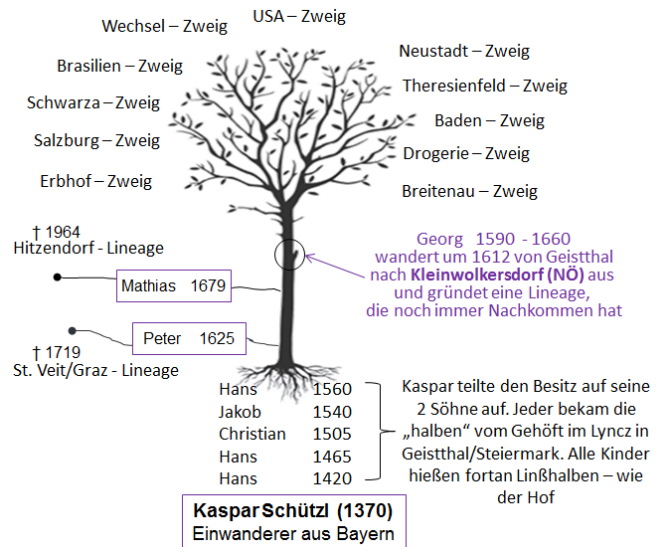 USA – Zweig
Wechsel – Zweig
Brasilien – Zweig
Schwarza – Zweig
Salzburg – Zweig
Erbhof – Zweig
Neustadt – Zweig
Theresienfeld – Zweig
Baden – Zweig
Drogerie – Zweig
Breitenau – Zweig
† 1964
Hitzendorf - Lineage
Mathias 1679
Georg 1590 - 1660
wandert um 1612 von Geistthal
nach Kleinwolkersdorf (NÖ) aus
und gründet eine Lineage,
die noch immer Nachkommen hat
Peter 1625
† 1719
St. Veit/Graz - Lineage
Hans 1560
Jakob 1540
Christian 1505
Hans 1465
Hans 1420
Kaspar teilte den Besitz auf seine
2 Söhne auf. Jeder bekam die
„halben“ vom Gehöft im Lyncz in
Geistthal/Steiermark. Alle Kinder
hießen fortan Linßhalben – wie
der Hof
Kaspar Schützl (1370)
Einwanderer aus Bayern